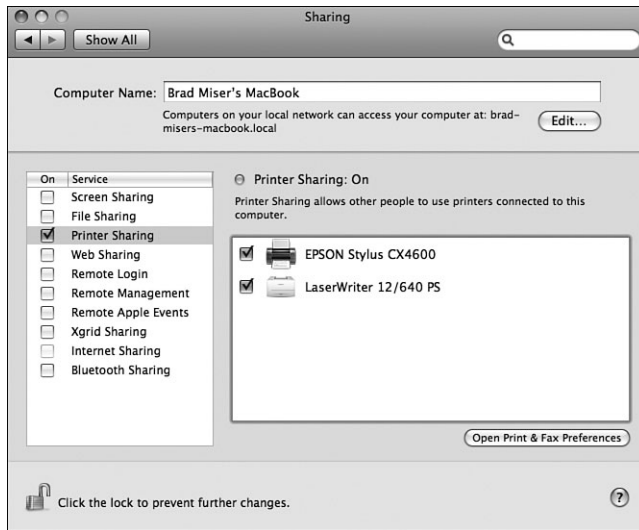 Sharing
Show All
Computer Name: Brad Miser's MacBook
Computers on your local network can access your computer at: brad-
misers-macbook.local
Edit...
On Service
Screen Sharing
File Sharing
Printer Sharing
Web Sharing
Remote Login
Remote Management
Remote Apple Events
Xgrid Sharing
Internet Sharing
Bluetooth Sharing
Printer Sharing: On
Printer Sharing allows other people to use printers connected to this
computer.
EPSON Stylus CX4600
LaserWriter 12/640 PS
Open Print & Fax Preferences
Click the lock to prevent further changes.
?